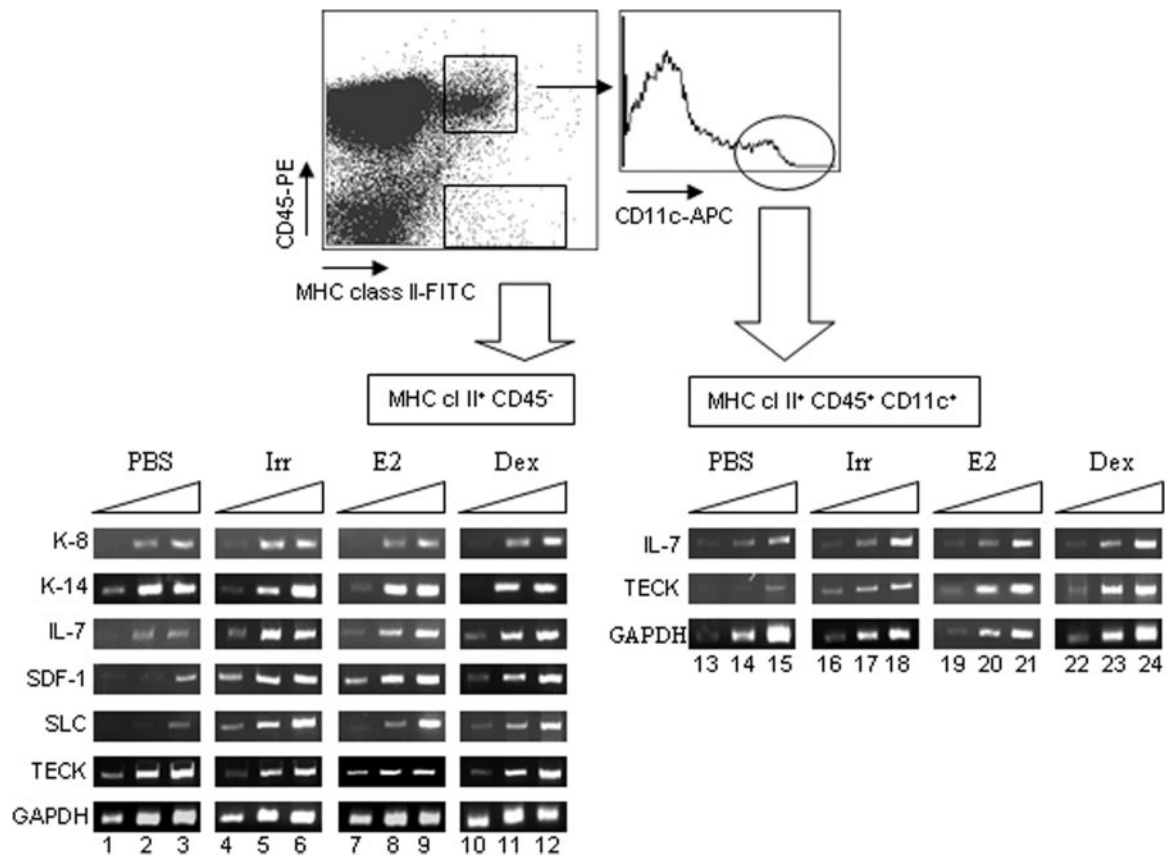 CD45-PE
MHC class II-FITC
CD11c-APC
MHC cl II⁺ CD45⁻
MHC cl II⁺ CD45⁺ CD11c⁺
PBS Irr E2 Dex
K-8
K-14
IL-7
SDF-1
SLC
TECK
GAPDH
1 2 3 4 5 6 7 8 9 10 11 12
PBS Irr E2 Dex
IL-7
TECK
GAPDH
13 14 15 16 17 18 19 20 21 22 23 24